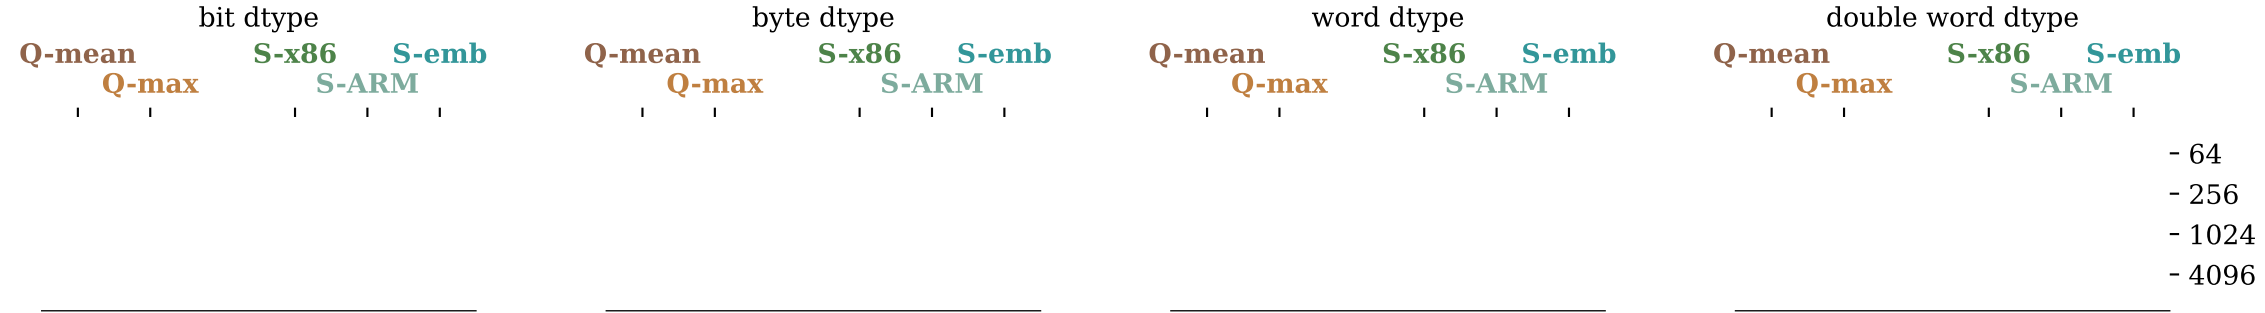 bit dtype byte dtype word dtype double word dtype
Q-mean S-x86 S-emb Q-mean S-x86 S-emb Q-mean S-x86 S-emb Q-mean S-x86 S-emb
Q-max S-ARM Q-max S-ARM Q-max S-ARM Q-max S-ARM
64
256
1024
4096